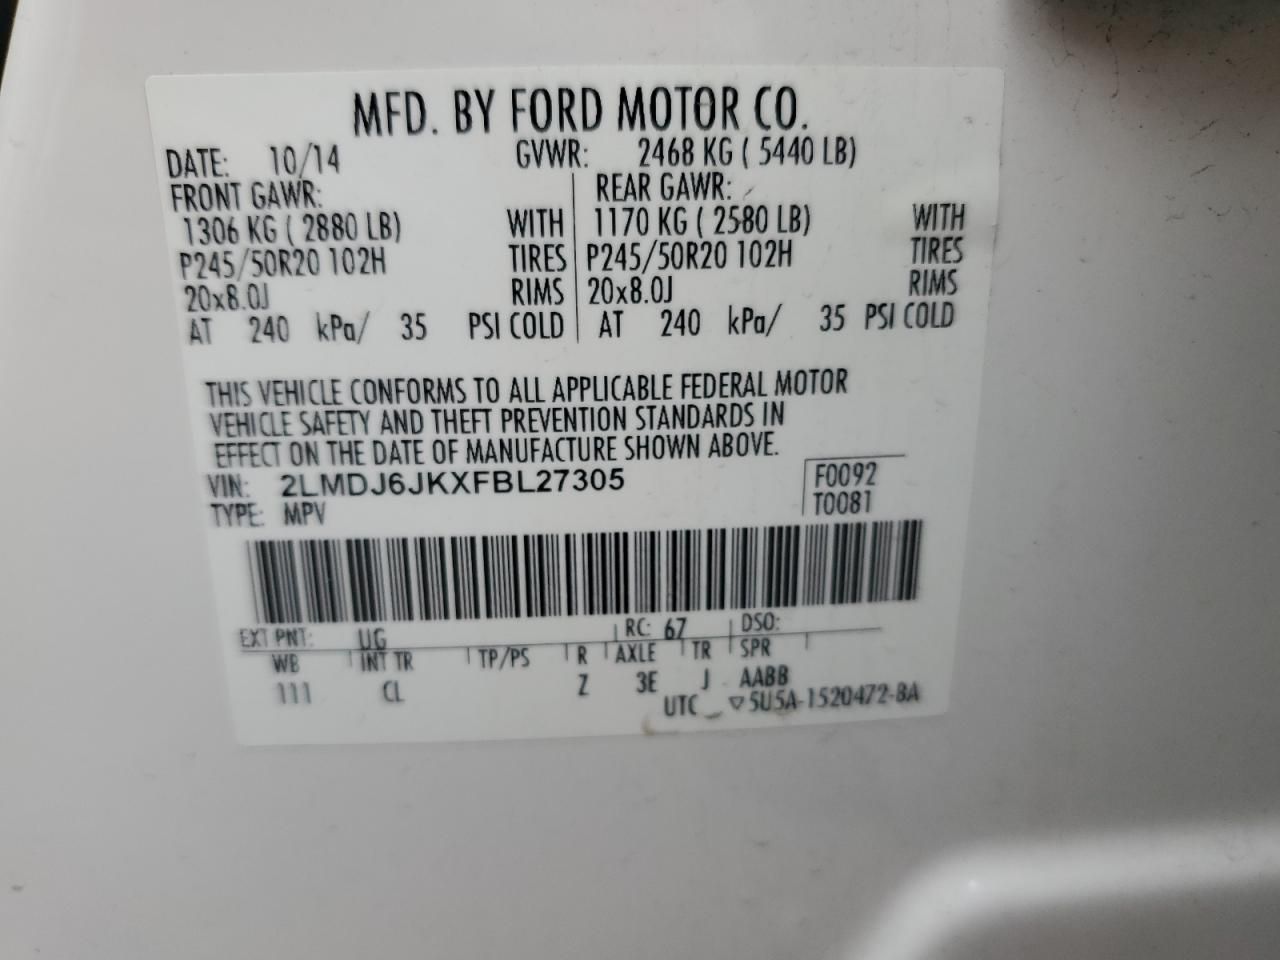 MFD. BY FORD MOTOR CO.
DATE: 10/14 GVWR: 2468 KG ( 5440 LB)
FRONT GAWR: REAR GAWR:
1306 KG ( 2880 LB) WITH 1170 KG ( 2580 LB) WITH
P245/50R20 102H TIRES P245/50R20 102H TIRES
20x8.0J RIMS 20x8.0J RIMS
AT 240 kPa/ 35 PSI COLD AT 240 kPa/ 35 PSI COLD
THIS VEHICLE CONFORMS TO ALL APPLICABLE FEDERAL MOTOR
VEHICLE SAFETY AND THEFT PREVENTION STANDARDS IN
EFFECT ON THE DATE OF MANUFACTURE SHOWN ABOVE.
VIN: 2LMDJ6JKXFBL27305 F0092
TYPE: MPV T0081
EXT PNT: UG RC: 67 DSO:
WB INT TR TP/PS R AXLE TR SPR
111 CL Z 3E J AABB
UTC ▽5U5A-1520472-BA